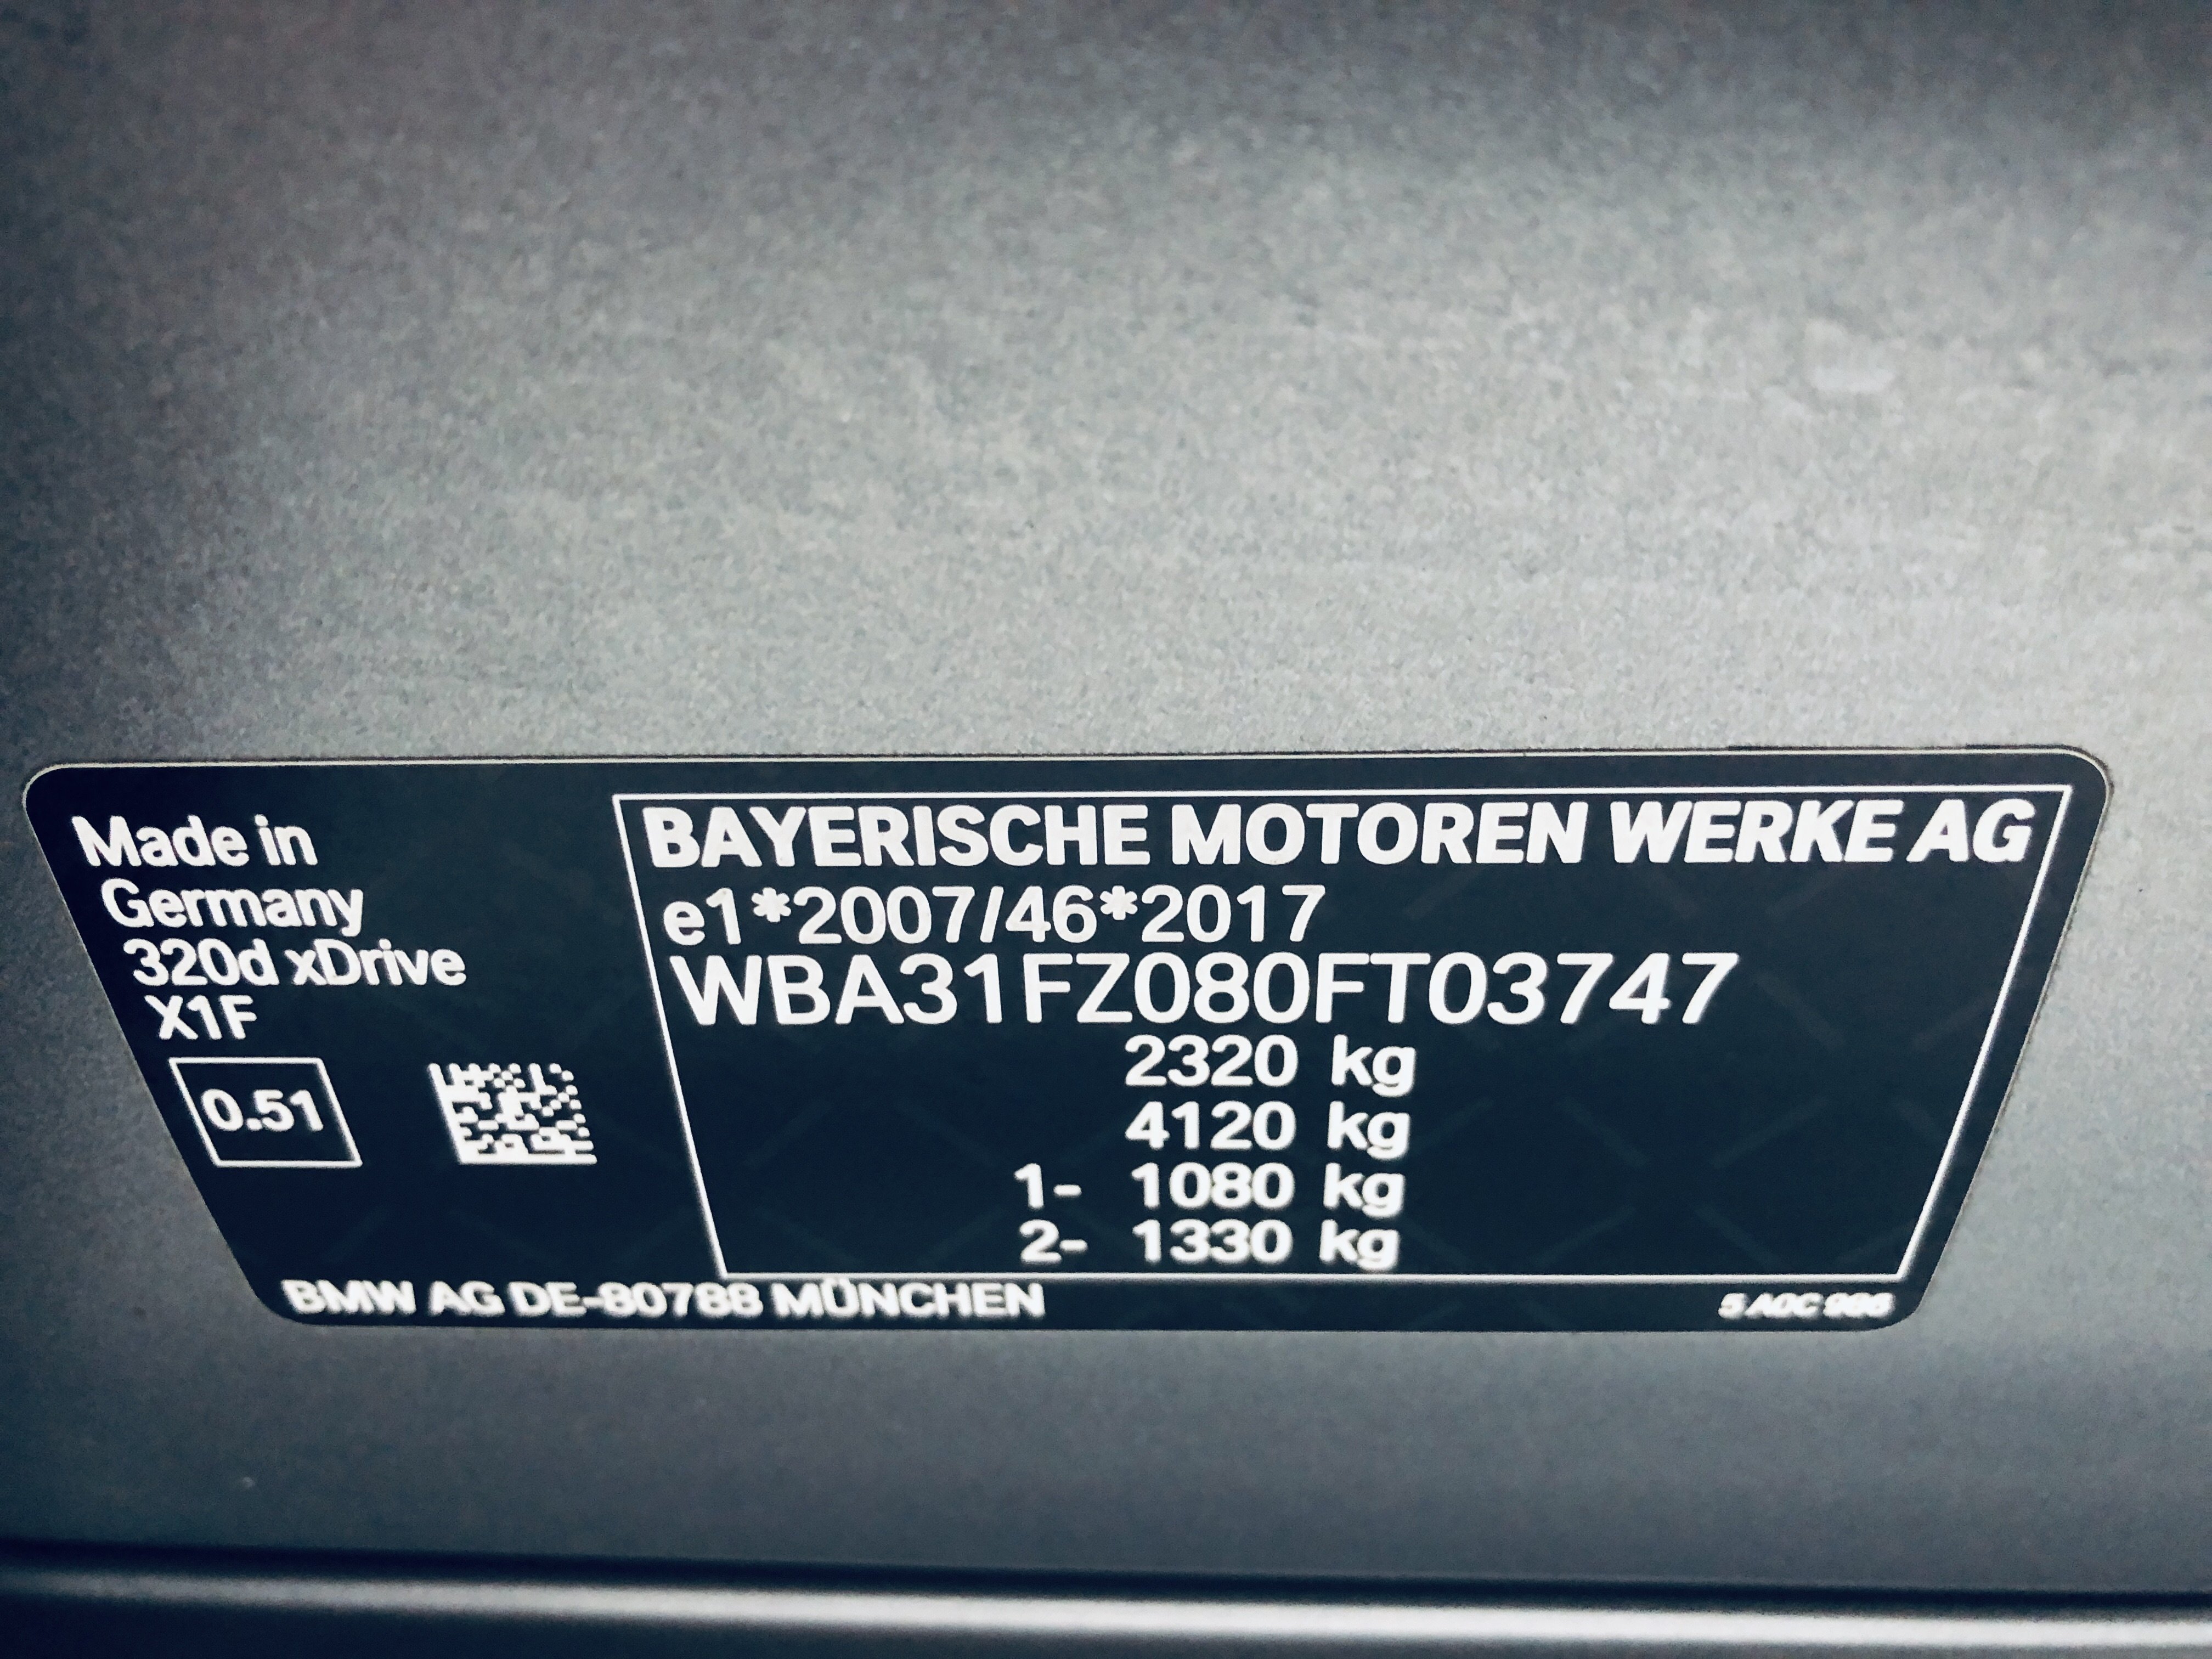 Made in
Germany
320d xDrive
X1F
0.51
BMW AG DE-80788 MÜNCHEN
BAYERISCHE MOTOREN WERKE AG
e1*2007/46*2017
WBA31FZ080FT03747
2320 kg
4120 kg
1- 1080 kg
2- 1330 kg